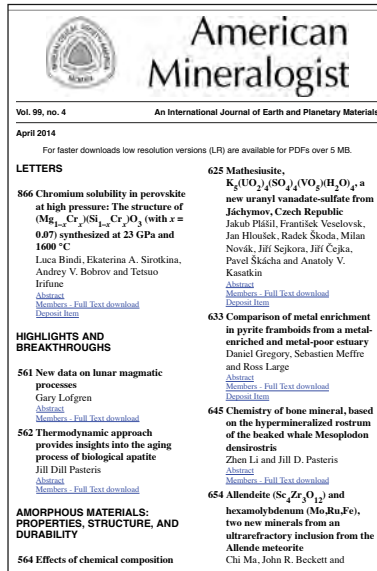 American
Mineralogist
Vol. 99, no. 4 An International Journal of Earth and Planetary Materials
April 2014
For faster downloads low resolution versions (LR) are available for PDFs over 5 MB.
LETTERS
866 Chromium solubility in perovskite
at high pressure: The structure of
(Mg1–xCrx)(Si1–xCrx)O3 (with x =
0.07) synthesized at 23 GPa and
1600 °C
Luca Bindi, Ekaterina A. Sirotkina,
Andrey V. Bobrov and Tetsuo
Irifune
Abstract
Members - Full Text download
Deposit Item
HIGHLIGHTS AND
BREAKTHROUGHS
561 New data on lunar magmatic
processes
Gary Lofgren
Abstract
Members - Full Text download
562 Thermodynamic approach
provides insights into the aging
process of biological apatite
Jill Dill Pasteris
Abstract
Members - Full Text download
AMORPHOUS MATERIALS:
PROPERTIES, STRUCTURE, AND
DURABILITY
564 Effects of chemical composition
625 Mathesiusite,
K5(UO2)4(SO4)4(VO5)(H2O)4, a
new uranyl vanadate-sulfate from
Jáchymov, Czech Republic
Jakub Plášil, František Veselovsk,
Jan Hloušek, Radek Škoda, Milan
Novák, Jiří Sejkora, Jiří Čejka,
Pavel Škácha and Anatoly V.
Kasatkin
Abstract
Members - Full Text download
Deposit Item
633 Comparison of metal enrichment
in pyrite framboids from a metal-
enriched and metal-poor estuary
Daniel Gregory, Sebastien Meffre
and Ross Large
Abstract
Members - Full Text download
Deposit Item
645 Chemistry of bone mineral, based
on the hypermineralized rostrum
of the beaked whale Mesoplodon
densirostris
Zhen Li and Jill D. Pasteris
Abstract
Members - Full Text download
654 Allendeite (Sc4Zr3O12) and
hexamolybdenum (Mo,Ru,Fe),
two new minerals from an
ultrarefractory inclusion from the
Allende meteorite
Chi Ma, John R. Beckett and